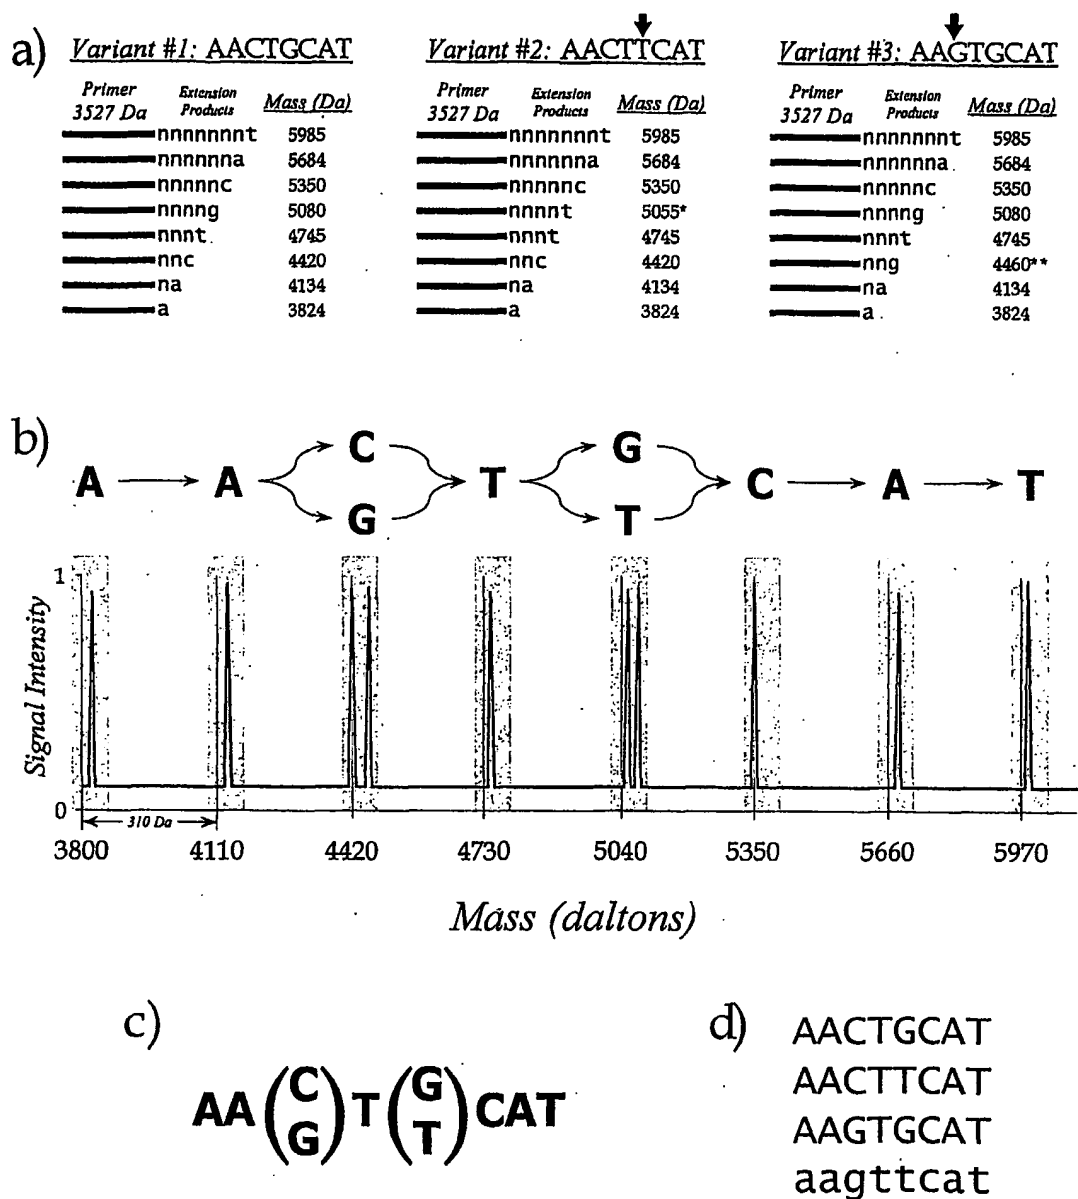 a)
Variant #1: AACTGCAT
Primer 3527 Da
Extension Products
Mass (Da)
nnnnnnnt 5985
nnnnnna 5684
nnnnnc 5350
nnnng 5080
nnnt 4745
nnc 4420
na 4134
a 3824
Variant #2: AACTTCAT
Primer 3527 Da
Extension Products
Mass (Da)
nnnnnnnt 5985
nnnnnna 5684
nnnnnc 5350
nnnnt 5055*
nnnt 4745
nnc 4420
na 4134
a 3824
Variant #3: AAGTGCAT
Primer 3527 Da
Extension Products
Mass (Da)
nnnnnnnt 5985
nnnnnna 5684
nnnnnc 5350
nnnng 5080
nnnt 4745
nng 4460**
na 4134
a 3824
b)
C G
A A T C A T
G T
Signal Intensity
1
0
310 Da
3800 4110 4420 4730 5040 5350 5660 5970
Mass (daltons)
c)
AA(C G)T(G T)CAT
d)
AACTGCAT
AACTTCAT
AAGTGCAT
aagttcat